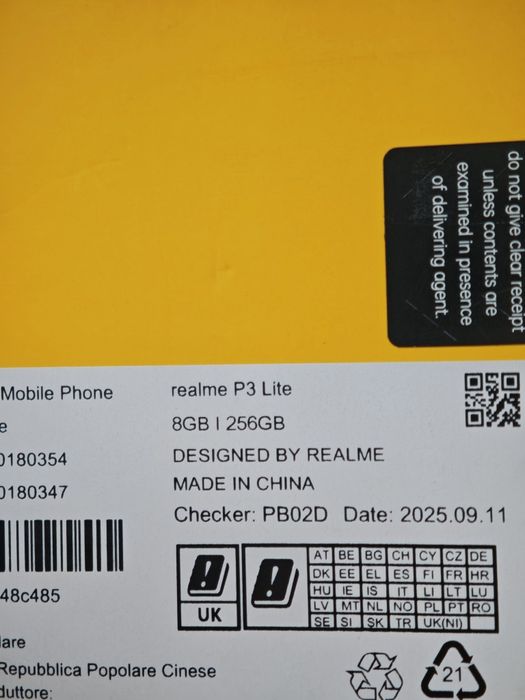 do not give clear receipt
unless contents are
examined in presence
of delivering agent.
Mobile Phone
e
0180354
0180347
48c485
lare
Repubblica Popolare Cinese
duttore:
realme P3 Lite
8GB | 256GB
DESIGNED BY REALME
MADE IN CHINA
Checker: PB02D Date: 2025.09.11
UK
AT BE BG CH CY CZ DE
DK EE EL ES FI FR HR
HU IE IS IT LI LT LU
LV MT NL NO PL PT RO
SE SI SK TR UK(NI)
21